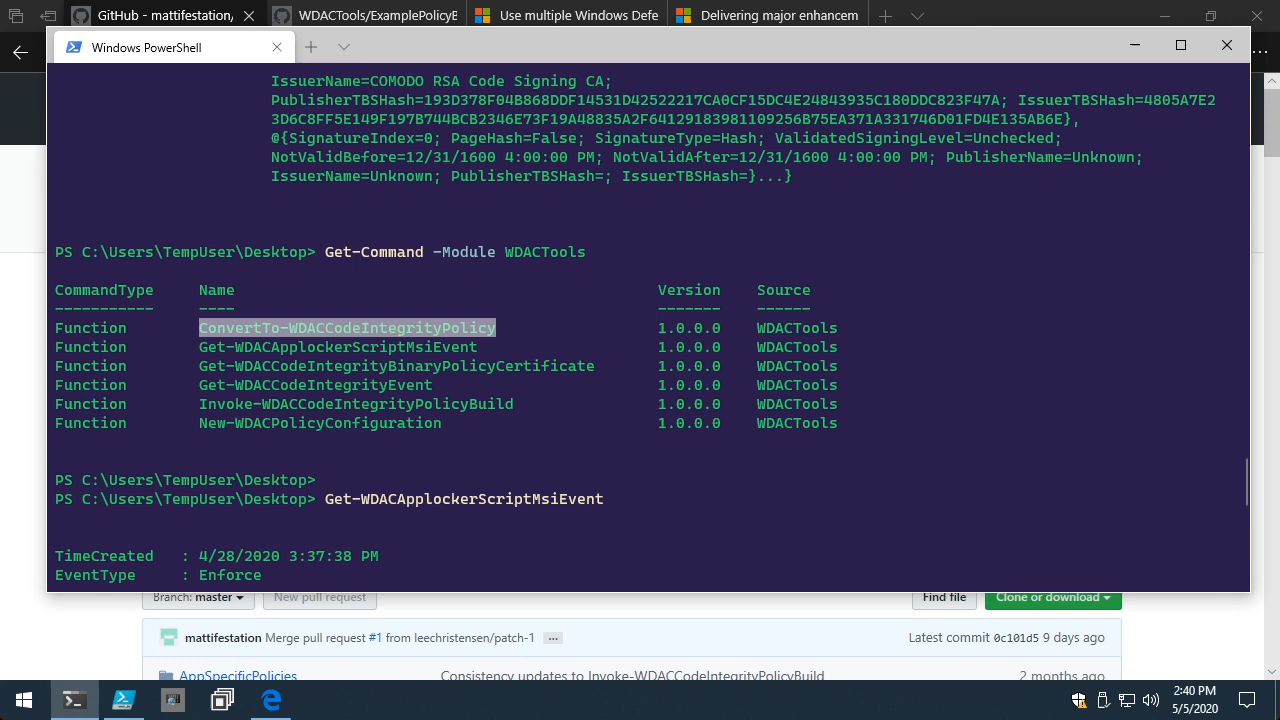 GitHub - mattifestation/
WDACTools/ExamplePolicyB
Use multiple Windows Defe
Delivering major enhancem
Windows PowerShell
IssuerName=COMODO RSA Code Signing CA;
PublisherTBSHash=193D378F04B868DDF14531D42522217CA0CF15DC4E24843935C180DDC823F47A; IssuerTBSHash=4805A7E2
3D6C8FF5E149F197B744BCB2346E73F19A48835A2F64129183981109256B75EA371A331746D01FD4E135AB6E},
@{SignatureIndex=0; PageHash=False; SignatureType=Hash; ValidatedSigningLevel=Unchecked;
NotValidBefore=12/31/1600 4:00:00 PM; NotValidAfter=12/31/1600 4:00:00 PM; PublisherName=Unknown;
IssuerName=Unknown; PublisherTBSHash=; IssuerTBSHash=}...}
PS C:\Users\TempUser\Desktop> Get-Command -Module WDACTools
CommandType Name Version Source
----------- ---- ------- ------
Function ConvertTo-WDACCodeIntegrityPolicy 1.0.0.0 WDACTools
Function Get-WDACApplockerScriptMsiEvent 1.0.0.0 WDACTools
Function Get-WDACCodeIntegrityBinaryPolicyCertificate 1.0.0.0 WDACTools
Function Get-WDACCodeIntegrityEvent 1.0.0.0 WDACTools
Function Invoke-WDACCodeIntegrityPolicyBuild 1.0.0.0 WDACTools
Function New-WDACPolicyConfiguration 1.0.0.0 WDACTools
PS C:\Users\TempUser\Desktop>
PS C:\Users\TempUser\Desktop> Get-WDACApplockerScriptMsiEvent
TimeCreated : 4/28/2020 3:37:38 PM
EventType : Enforce
Branch: master New pull request Find file Clone or download
mattifestation Merge pull request #1 from leechristensen/patch-1 ... Latest commit 0c101d5 9 days ago
AppSpecificPolicies Consistency updates to Invoke-WDACCodeIntegrityPolicyBuild 2 months ago
2:40 PM
5/5/2020